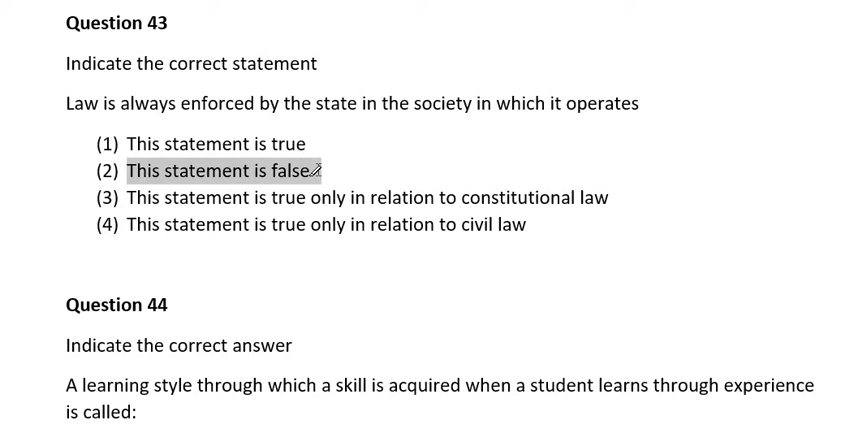 Question 43
Indicate the correct statement
Law is always enforced by the state in the society in which it operates
(1) This statement is true
(2) This statement is false
(3) This statement is true only in relation to constitutional law
(4) This statement is true only in relation to civil law
Question 44
Indicate the correct answer
A learning style through which a skill is acquired when a student learns through experience
is called: